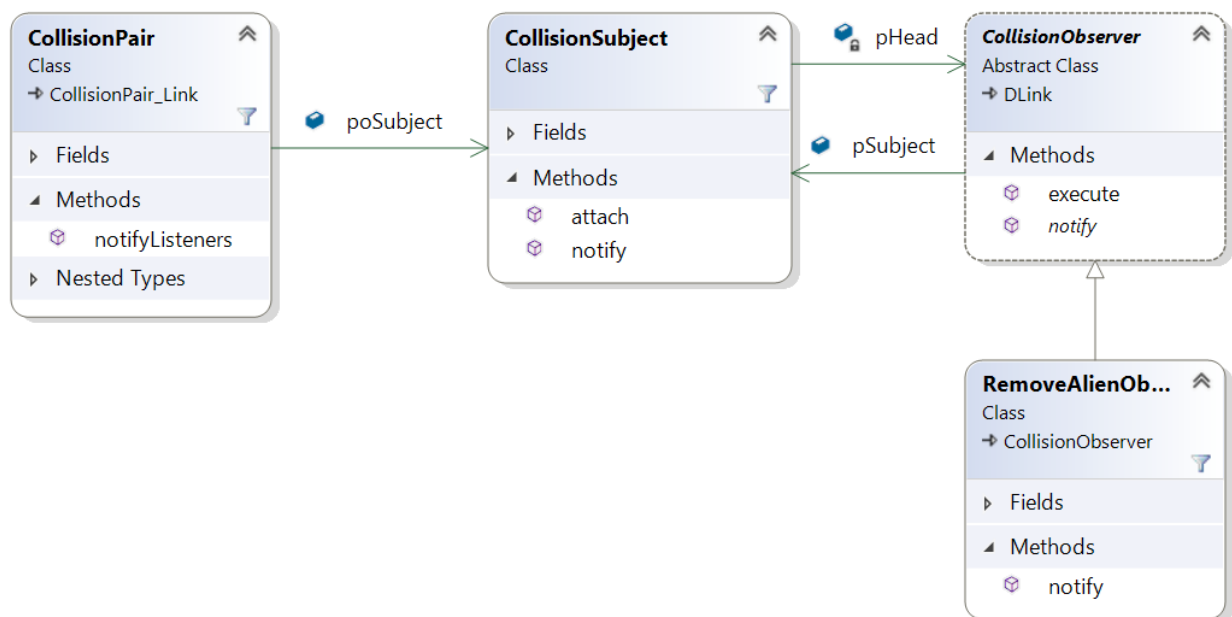 CollisionPair
Class
CollisionPair_Link
Fields
Methods
notifyListeners
Nested Types
poSubject
CollisionSubject
Class
Fields
Methods
attach
notify
pHead
pSubject
CollisionObserver
Abstract Class
DLink
Methods
execute
notify
RemoveAlienOb...
Class
CollisionObserver
Fields
Methods
notify